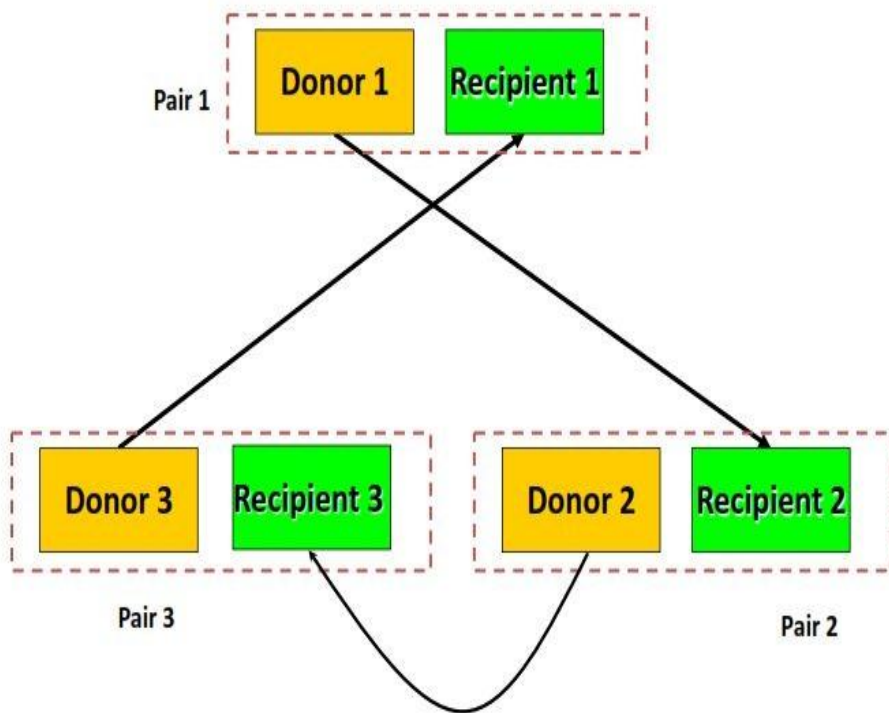 Donor 1
Recipient 1
Pair 1
Donor 3
Recipient 3
Donor 2
Recipient 2
Pair 3
Pair 2